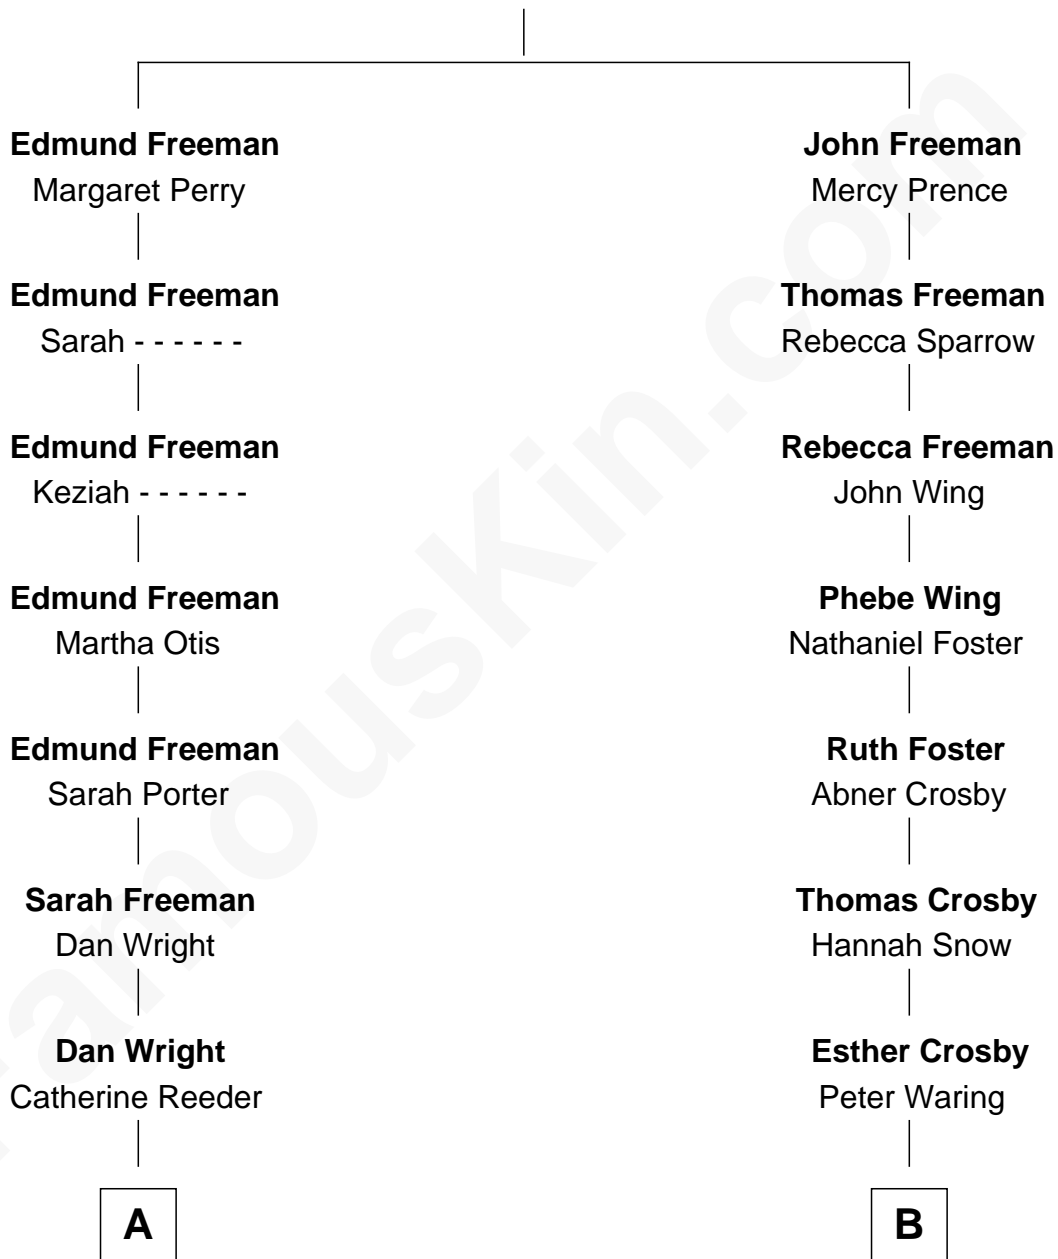 Edmund Freeman
Margaret Perry
Edmund Freeman
Sarah - - - - - -
Edmund Freeman
Keziah - - - - - -
Edmund Freeman
Martha Otis
Edmund Freeman
Sarah Porter
Sarah Freeman
Dan Wright
Dan Wright
Catherine Reeder
A
John Freeman
Mercy Prence
Thomas Freeman
Rebecca Sparrow
Rebecca Freeman
John Wing
Phebe Wing
Nathaniel Foster
Ruth Foster
Abner Crosby
Thomas Crosby
Hannah Snow
Esther Crosby
Peter Waring
B
FamousKin.com